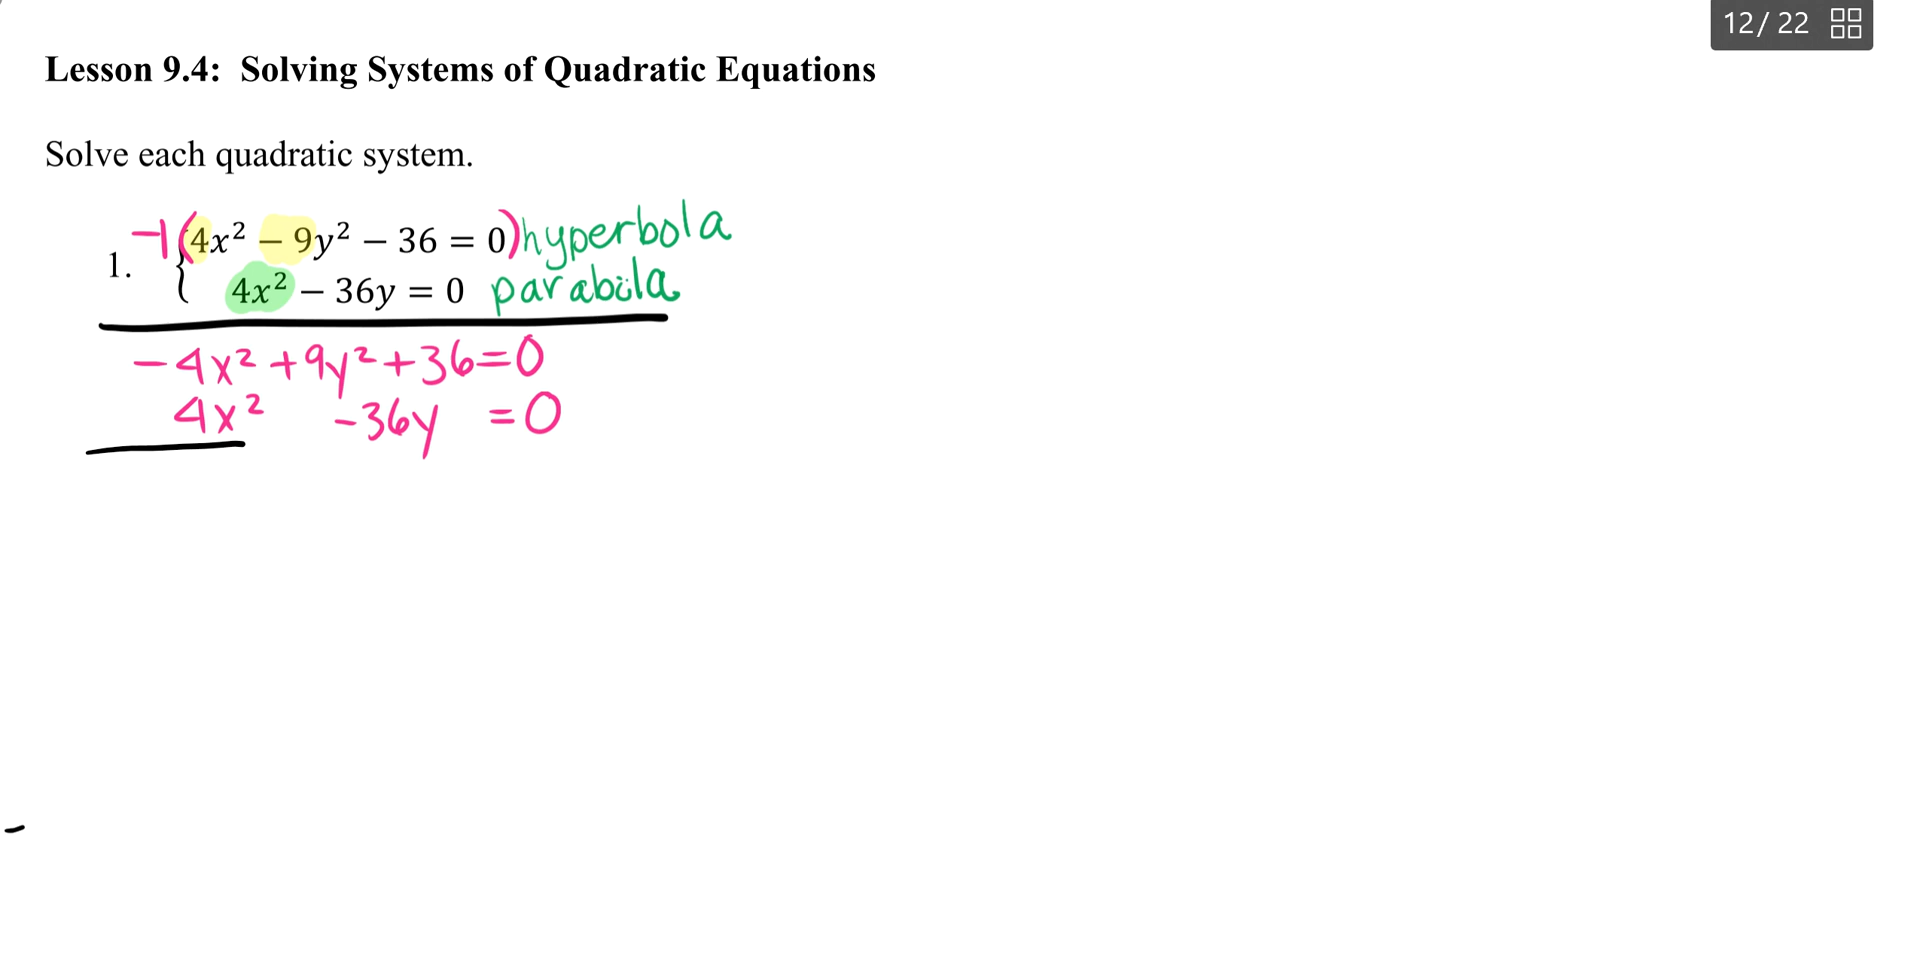 12/ 22
Lesson 9.4: Solving Systems of Quadratic Equations
Solve each quadratic system.
-1(4x² − 9y² − 36 = 0) hyperbola
1. {
4x² − 36y = 0 parabola
-4x² + 9y² + 36 = 0
4x² -36y = 0